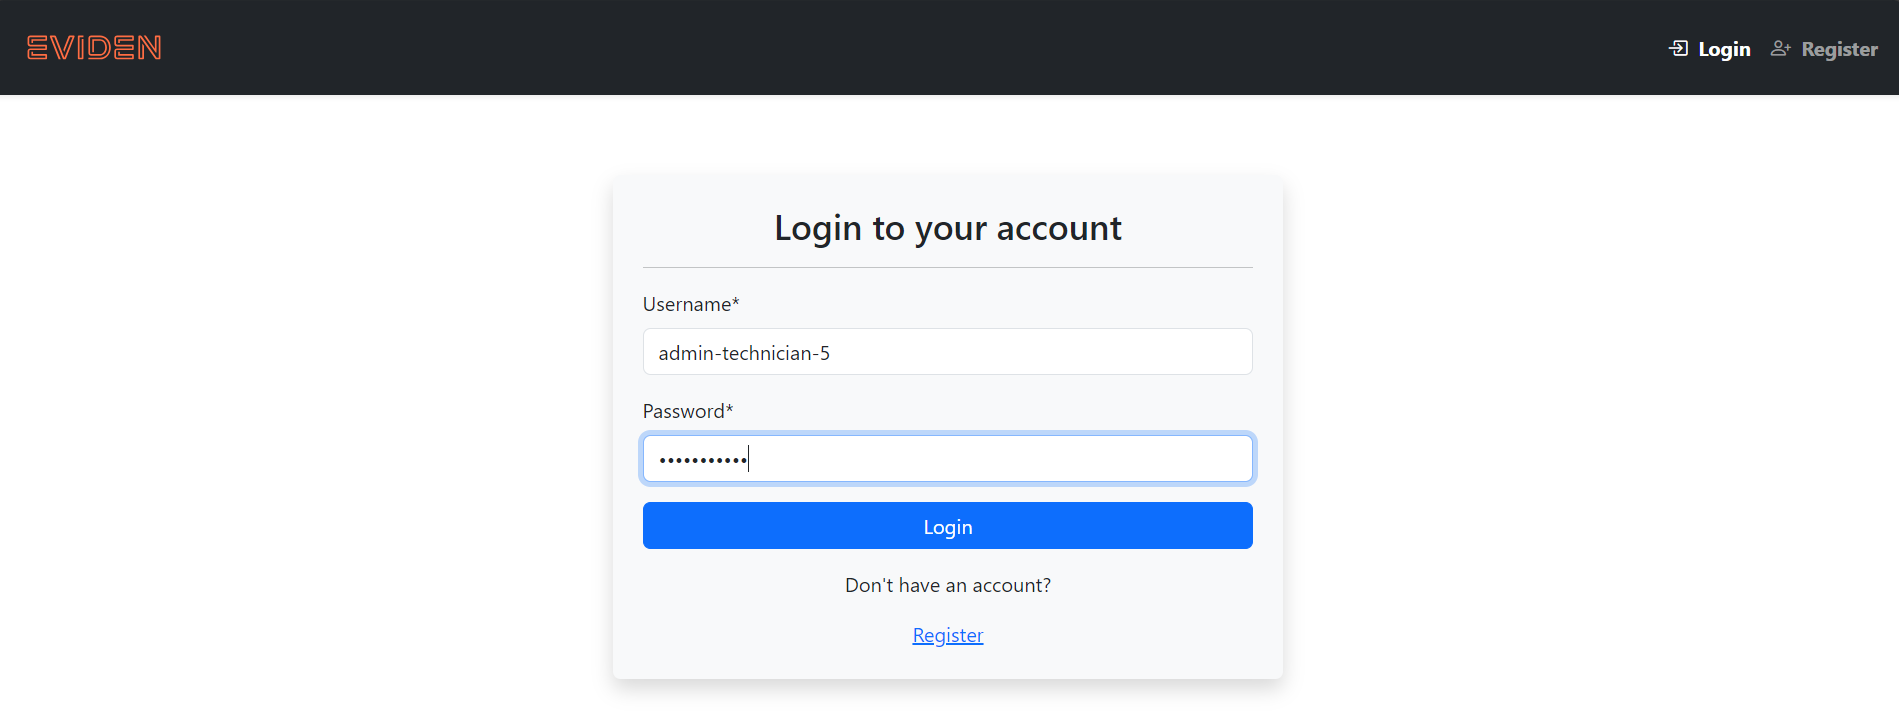 EVIDEN
Login
Register
Login to your account
Username*
admin-technician-5
Password*
•••••••••••
Login
Don't have an account?
Register